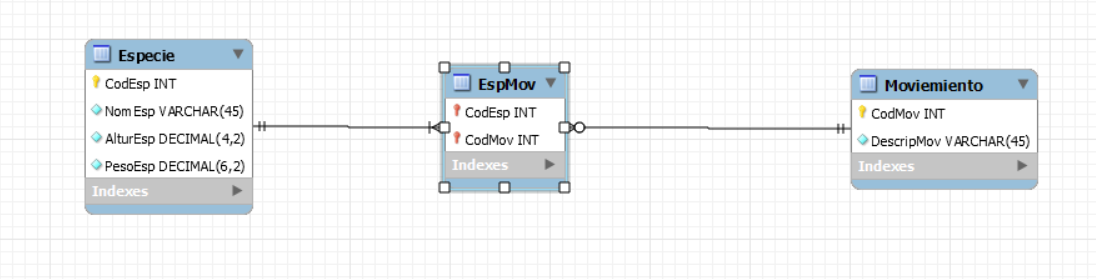 Especie
CodEsp INT
NomEsp VARCHAR(45)
AlturEsp DECIMAL(4,2)
PesoEsp DECIMAL(6,2)
Indexes
EspMov
CodEsp INT
CodMov INT
Indexes
Moviemiento
CodMov INT
DescripMov VARCHAR(45)
Indexes